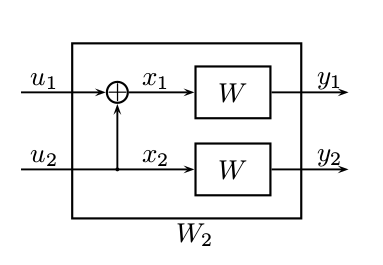 u₁ x₁ W y₁
u₂ x₂ W y₂
W₂